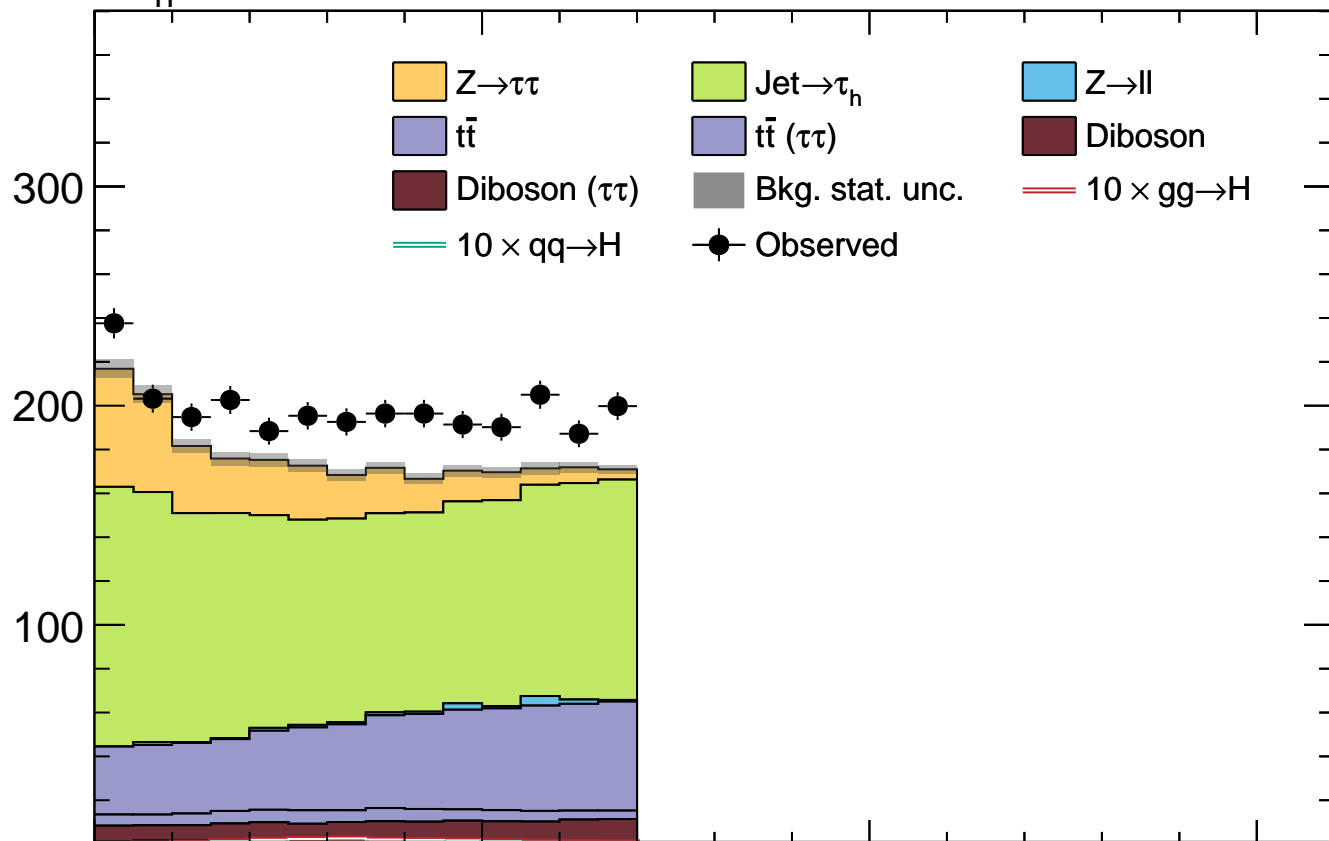 Z→ττ Jet→τₕ Z→ll
tt̄ tt̄ (ττ) Diboson
300 Diboson (ττ) Bkg. stat. unc. 10 × gg→H
10 × qq→H Observed
200
100